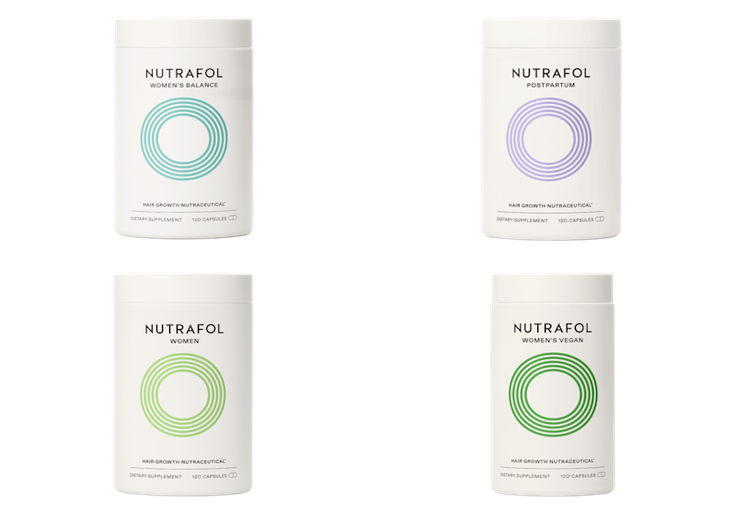 NUTRAFOL
WOMEN'S BALANCE
HAIR GROWTH NUTRACEUTICAL*
DIETARY SUPPLEMENT 120 CAPSULES
NUTRAFOL
POSTPARTUM
HAIR GROWTH NUTRACEUTICAL*
DIETARY SUPPLEMENT 120 CAPSULES
NUTRAFOL
WOMEN
HAIR GROWTH NUTRACEUTICAL*
DIETARY SUPPLEMENT 120 CAPSULES
NUTRAFOL
WOMEN'S VEGAN
HAIR GROWTH NUTRACEUTICAL*
DIETARY SUPPLEMENT 120 CAPSULES